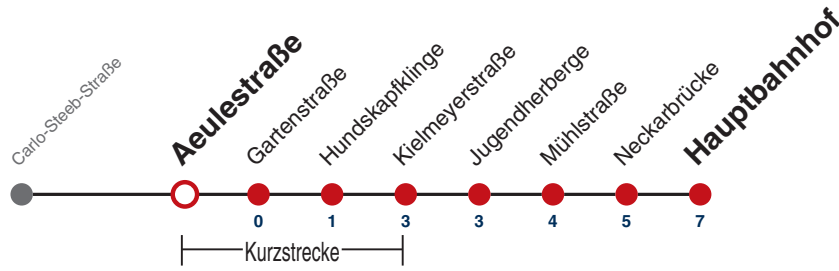 Carlo-Steeb-Straße
Aeulestraße
Gartenstraße
Hundskapfklinge
Kielmeyerstraße
Jugendherberge
Mühlstraße
Neckarbrücke
Hauptbahnhof
0 1 3 3 4 5 7
Kurzstrecke